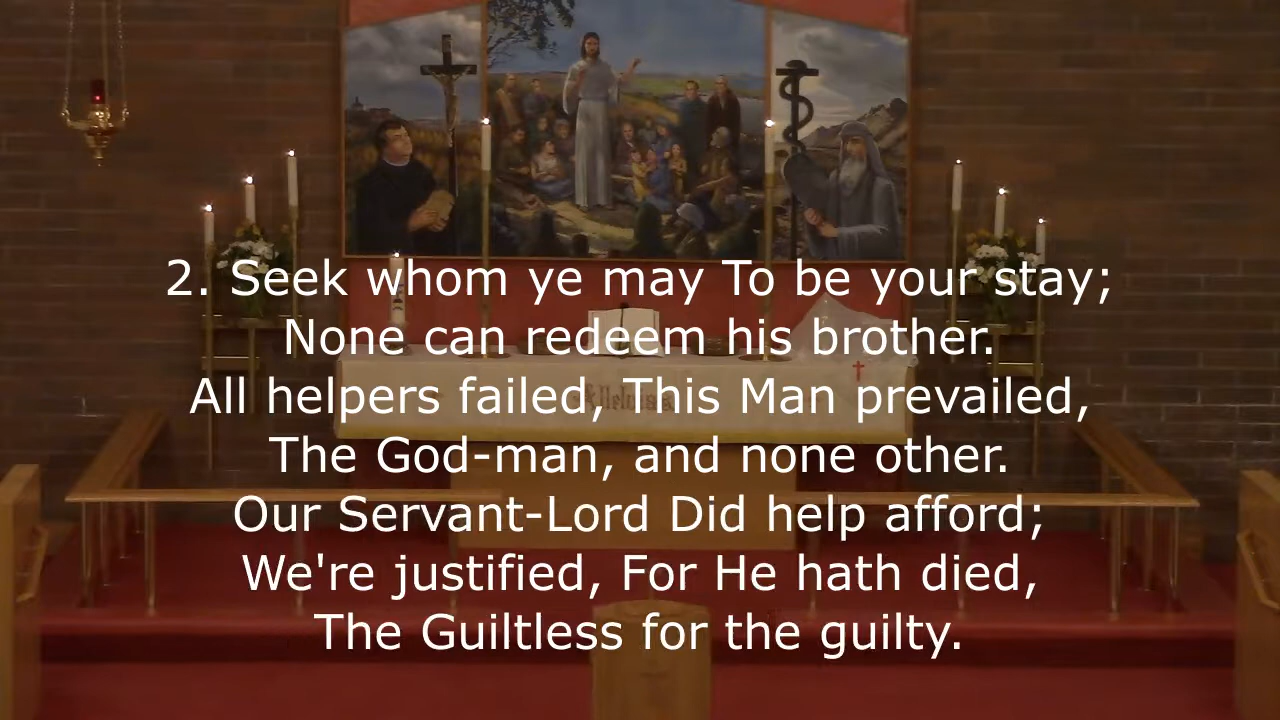 2. Seek whom ye may To be your stay;
None can redeem his brother.
All helpers failed, This Man prevailed,
The God-man, and none other.
Our Servant-Lord Did help afford;
We're justified, For He hath died,
The Guiltless for the guilty.